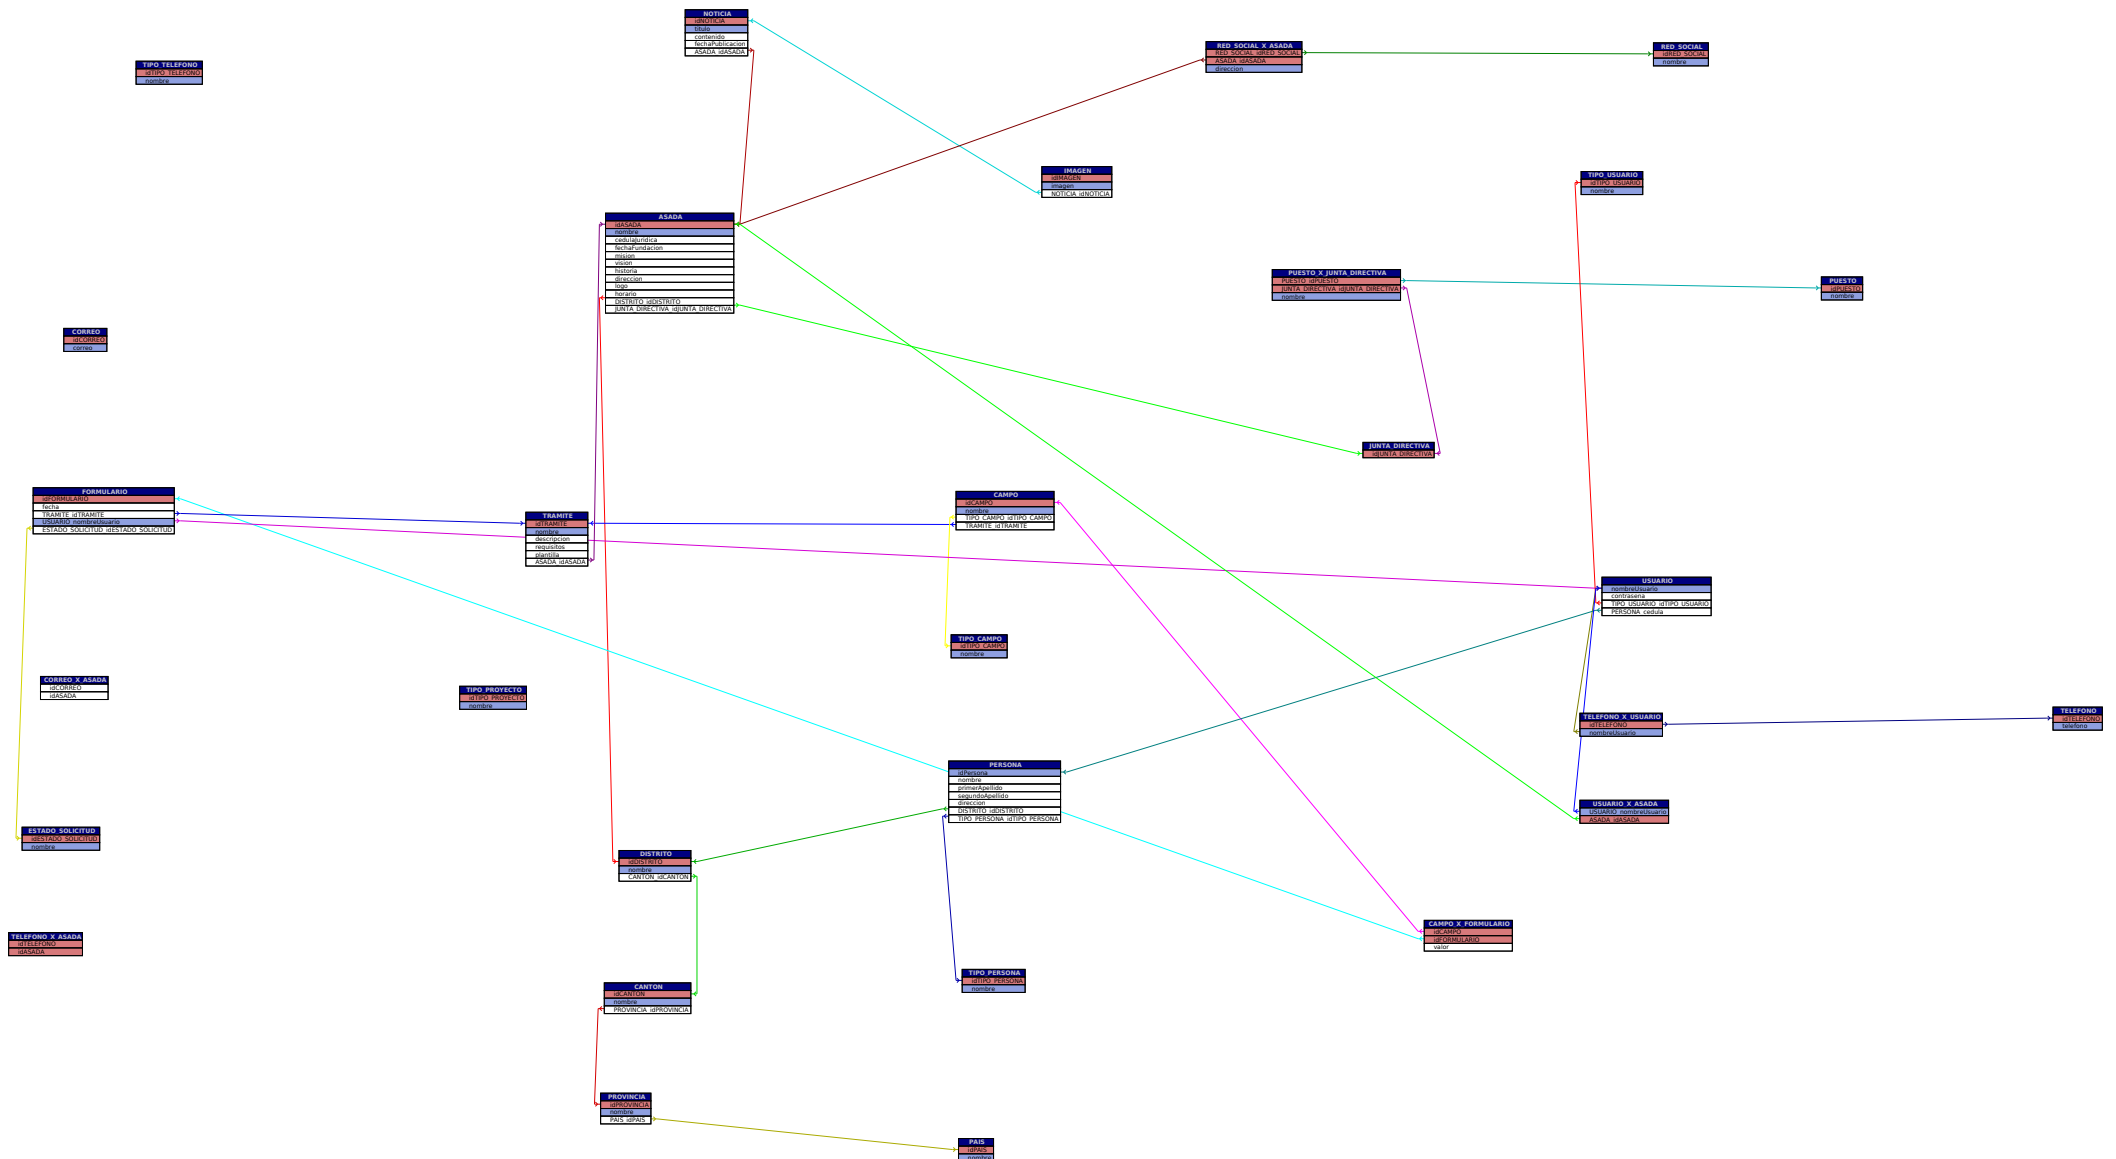 NOTICIA
idNOTICIA
titulo
contenido
fechaPublicacion
ASADA_idASADA
RED_SOCIAL_X_ASADA
RED_SOCIAL_idRED_SOCIAL
ASADA_idASADA
direccion
RED_SOCIAL
idRED_SOCIAL
nombre
TIPO_TELEFONO
idTIPO_TELEFONO
nombre
IMAGEN
idIMAGEN
imagen
NOTICIA_idNOTICIA
TIPO_USUARIO
idTIPO_USUARIO
nombre
ASADA
idASADA
nombre
cedulaJuridica
fechaFundacion
mision
vision
historia
direccion
logo
horario
DISTRITO_idDISTRITO
JUNTA_DIRECTIVA_idJUNTA_DIRECTIVA
PUESTO_X_JUNTA_DIRECTIVA
PUESTO_idPUESTO
JUNTA_DIRECTIVA_idJUNTA_DIRECTIVA
nombre
PUESTO
idPUESTO
nombre
CORREO
idCORREO
correo
JUNTA_DIRECTIVA
idJUNTA_DIRECTIVA
FORMULARIO
idFORMULARIO
fecha
TRAMITE_idTRAMITE
USUARIO_nombreUsuario
ESTADO_SOLICITUD_idESTADO_SOLICITUD
TRAMITE
idTRAMITE
nombre
descripcion
requisitos
plantilla
ASADA_idASADA
CAMPO
idCAMPO
nombre
TIPO_CAMPO_idTIPO_CAMPO
TRAMITE_idTRAMITE
USUARIO
nombreUsuario
contrasena
TIPO_USUARIO_idTIPO_USUARIO
PERSONA_cedula
TIPO_CAMPO
idTIPO_CAMPO
nombre
CORREO_X_ASADA
idCORREO
idASADA
TIPO_PROYECTO
idTIPO_PROYECTO
nombre
TELEFONO_X_USUARIO
idTELEFONO
nombreUsuario
TELEFONO
idTELEFONO
telefono
PERSONA
idPersona
nombre
primerApellido
segundoApellido
direccion
DISTRITO_idDISTRITO
TIPO_PERSONA_idTIPO_PERSONA
USUARIO_X_ASADA
USUARIO_nombreUsuario
ASADA_idASADA
ESTADO_SOLICITUD
idESTADO_SOLICITUD
nombre
DISTRITO
idDISTRITO
nombre
CANTON_idCANTON
CAMPO_X_FORMULARIO
idCAMPO
idFORMULARIO
valor
TELEFONO_X_ASADA
idTELEFONO
idASADA
TIPO_PERSONA
idTIPO_PERSONA
nombre
CANTON
idCANTON
nombre
PROVINCIA_idPROVINCIA
PROVINCIA
idPROVINCIA
nombre
PAIS_idPAIS
PAIS
idPAIS
nombre